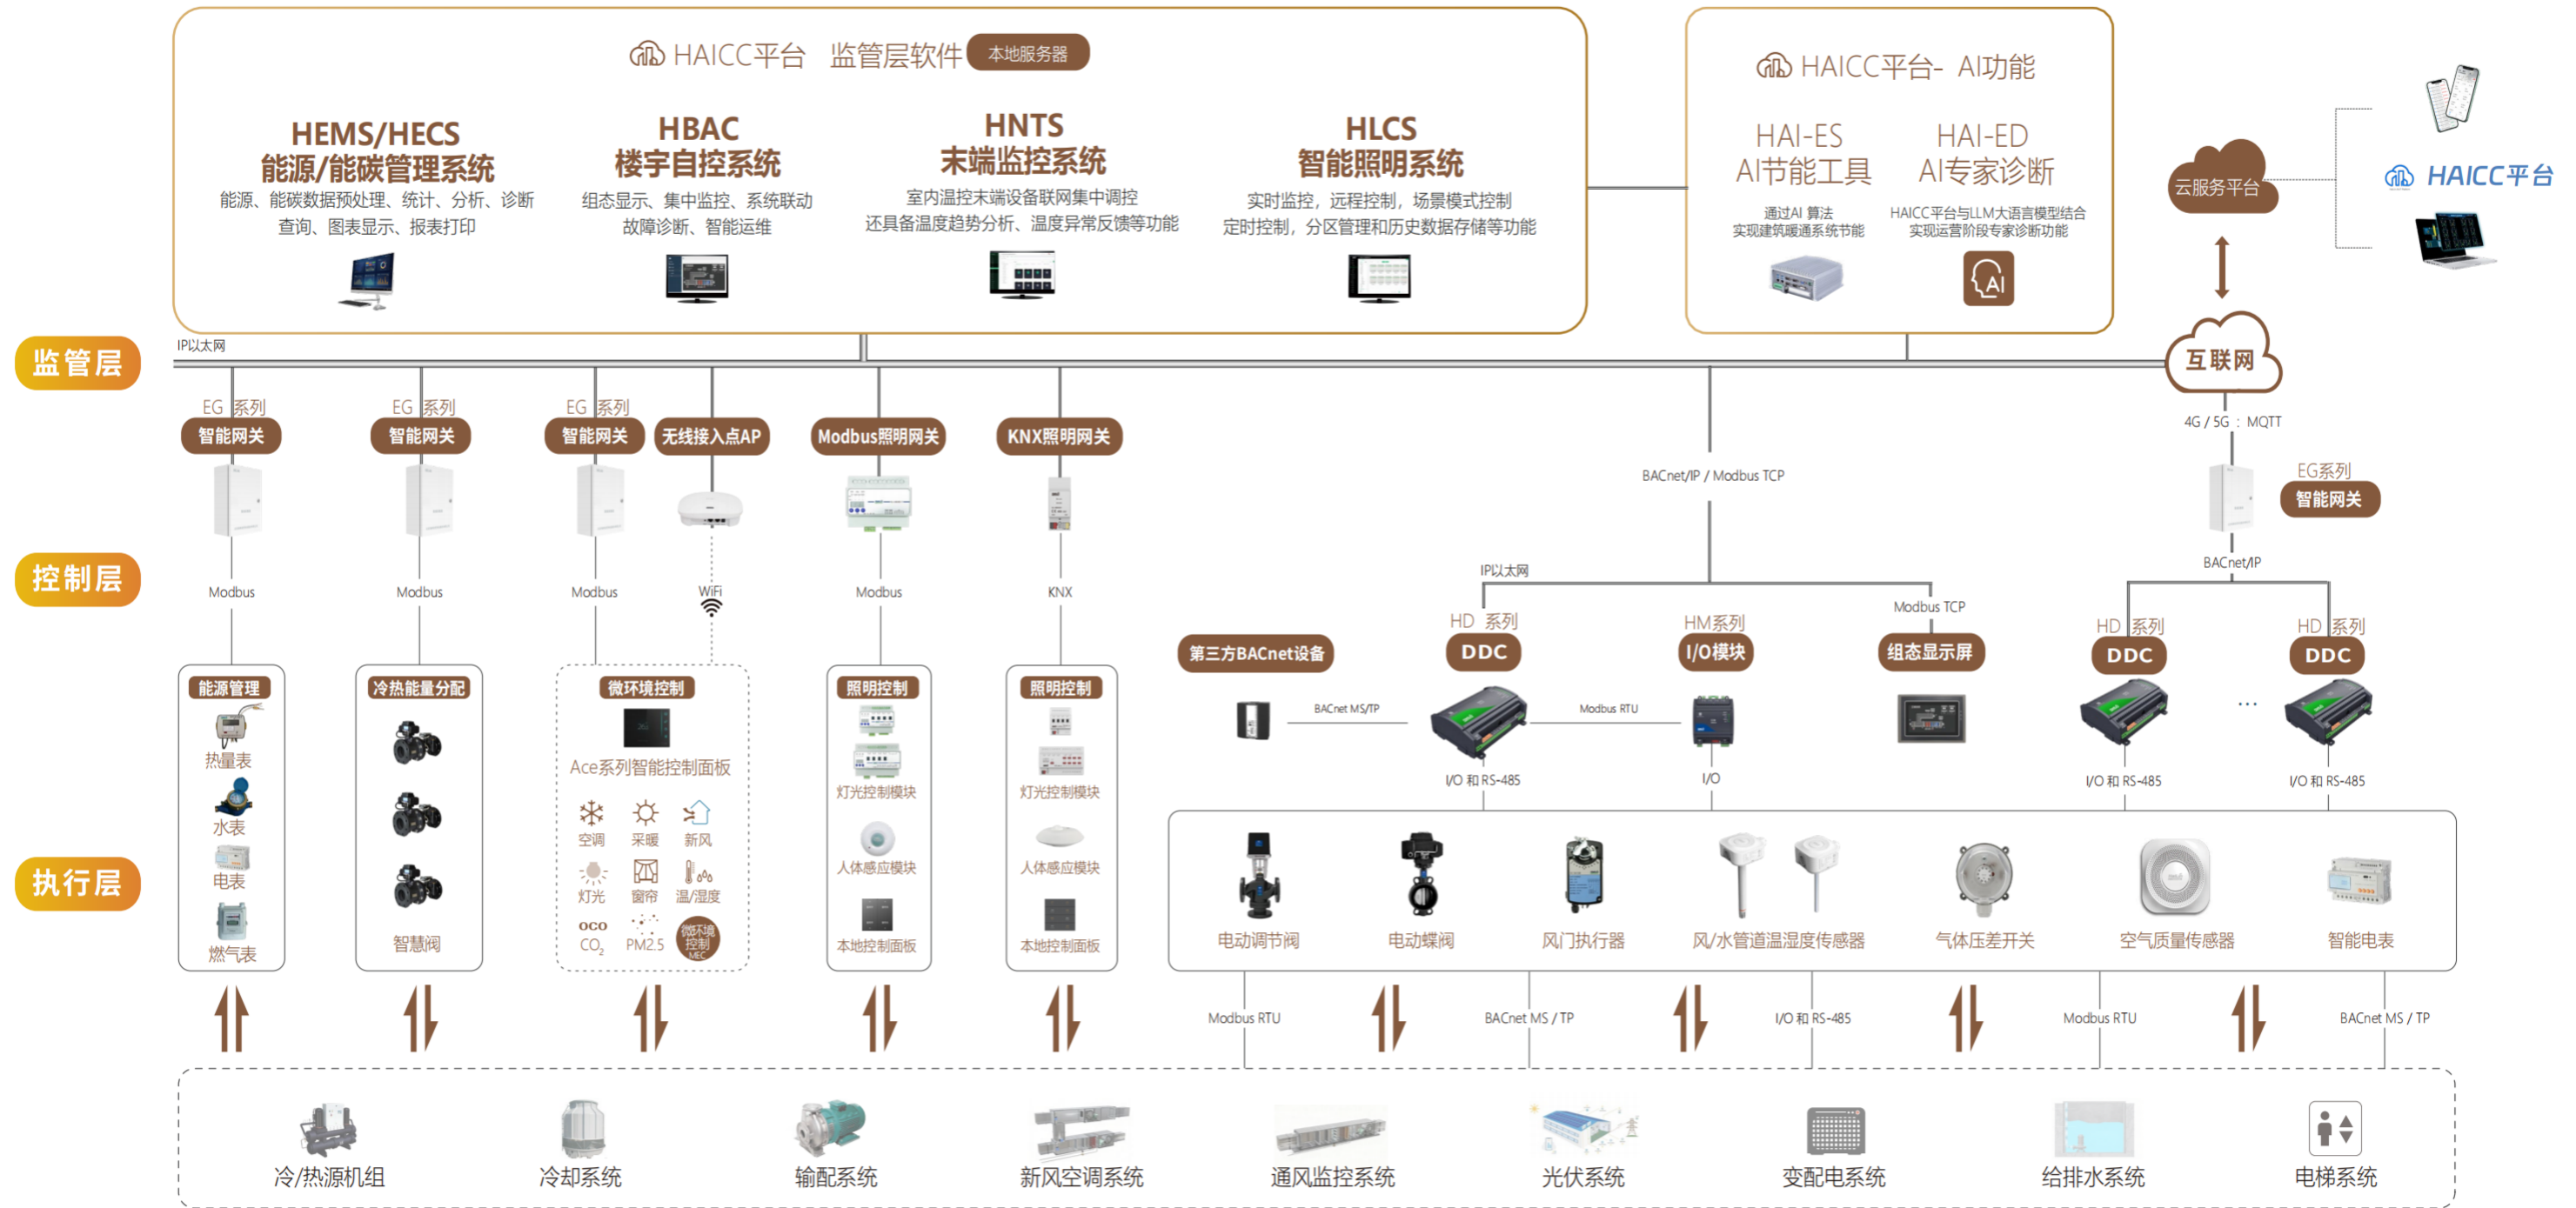 HAICC平台 监管层软件 本地服务器
HEMS/HECS
能源/能碳管理系统
能源、能碳数据预处理、统计、分析、诊断
查询、图表显示、报表打印
HBAC
楼宇自控系统
组态显示、集中监控、系统联动
故障诊断、智能运维
HNTS
末端监控系统
室内温控末端设备联网集中调控
还具备温度趋势分析、温度异常反馈等功能
HLCS
智能照明系统
实时监控，远程控制，场景模式控制
定时控制，分区管理和历史数据存储等功能
HAICC平台- AI功能
HAI-ES
AI节能工具
通过AI 算法
实现建筑暖通系统节能
HAI-ED
AI专家诊断
HAICC平台与LLM大语言模型结合
实现运营阶段专家诊断功能
AI
云服务平台
HAICC平台
监管层
IP以太网
互联网
EG 系列
智能网关
EG 系列
智能网关
EG 系列
智能网关
无线接入点AP
Modbus照明网关
KNX照明网关
BACnet/IP / Modbus TCP
4G / 5G : MQTT
EG系列
智能网关
BACnet/IP
控制层
Modbus
Modbus
Modbus
WiFi
Modbus
KNX
IP以太网
Modbus TCP
第三方BACnet设备
HD 系列
DDC
HM系列
I/O模块
组态显示屏
HD 系列
DDC
HD 系列
DDC
BACnet MS/TP
Modbus RTU
...
I/O 和 RS-485
I/O
I/O 和 RS-485
I/O 和 RS-485
执行层
能源管理
热量表
水表
电表
燃气表
冷热能量分配
智慧阀
微环境控制
Ace系列智能控制面板
空调
采暖
新风
灯光
窗帘
温/湿度
OCO
CO2
PM2.5
微环境
控制
MEC
照明控制
灯光控制模块
人体感应模块
本地控制面板
照明控制
灯光控制模块
人体感应模块
本地控制面板
电动调节阀
电动蝶阀
风门执行器
风/水管道温湿度传感器
气体压差开关
空气质量传感器
智能电表
Modbus RTU
BACnet MS / TP
I/O 和 RS-485
Modbus RTU
BACnet MS / TP
冷/热源机组
冷却系统
输配系统
新风空调系统
通风监控系统
光伏系统
变配电系统
给排水系统
电梯系统